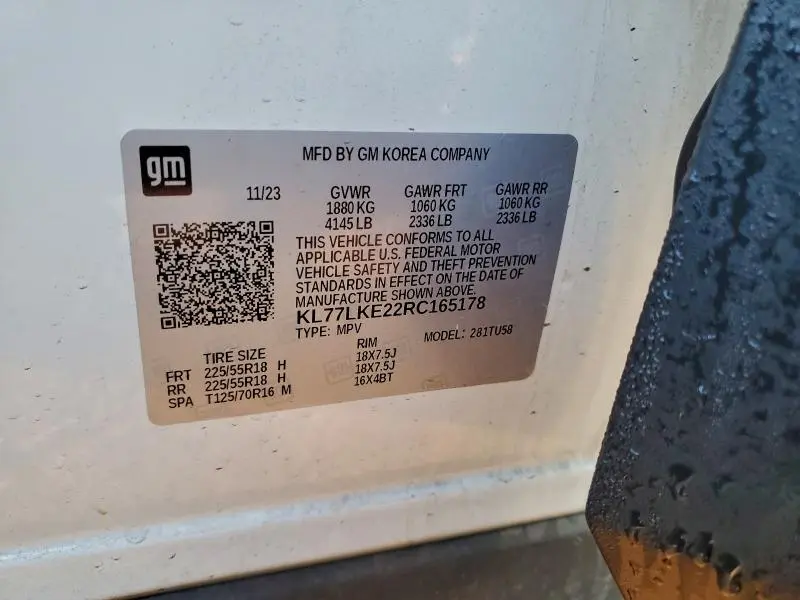 gm
MFD BY GM KOREA COMPANY
11/23 GVWR GAWR FRT GAWR RR
1880 KG 1060 KG 1060 KG
4145 LB 2336 LB 2336 LB
THIS VEHICLE CONFORMS TO ALL
APPLICABLE U.S. FEDERAL MOTOR
VEHICLE SAFETY AND THEFT PREVENTION
STANDARDS IN EFFECT ON THE DATE OF
MANUFACTURE SHOWN ABOVE.
KL77LKE22RC165178
TYPE: MPV MODEL: 281TU58
TIRE SIZE RIM
FRT 225/55R18 H 18X7.5J
RR 225/55R18 H 18X7.5J
SPA T125/70R16 M 16X4BT